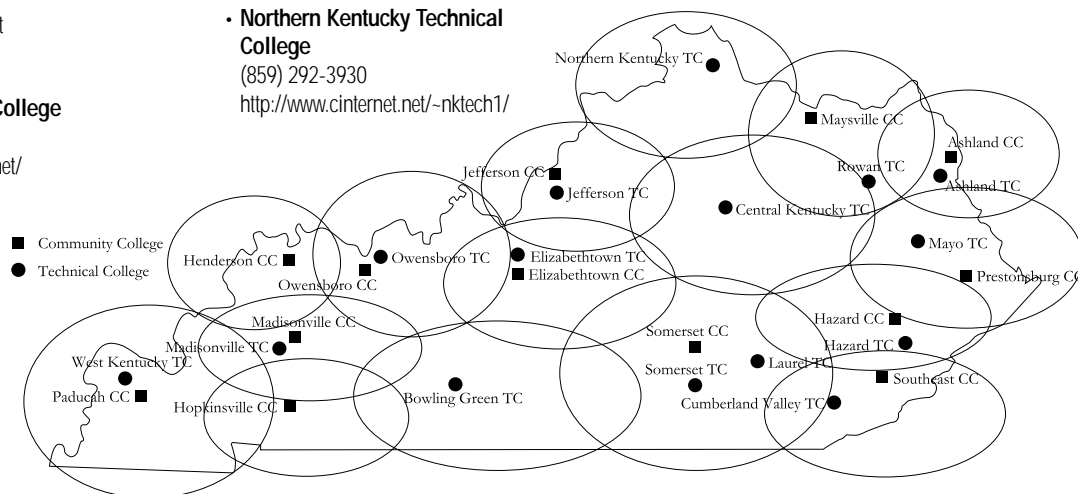 t
College
et/
• Northern Kentucky Technical
College
(859) 292-3930
http://www.cinternet.net/~nktech1/
Community College
Technical College
Northern Kentucky TC
Maysville CC
Ashland CC
Jefferson CC
Rowan TC
Ashland TC
Jefferson TC
Central Kentucky TC
Mayo TC
Henderson CC
Owensboro TC
Elizabethtown TC
Owensboro CC
Elizabethtown CC
Prestonsburg CC
Madisonville CC
Somerset CC
Hazard CC
Madisonville TC
Hazard TC
West Kentucky TC
Somerset TC
Laurel TC
Southeast CC
Paducah CC
Hopkinsville CC
Bowling Green TC
Cumberland Valley TC